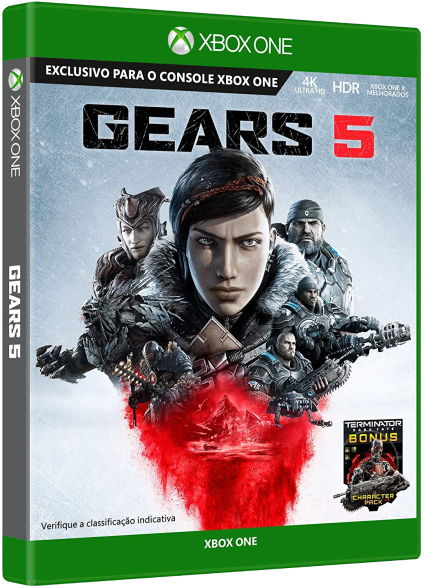 XBOX ONE
EXCLUSIVO PARA O CONSOLE XBOX ONE
4K
ULTRA HD
HDR
XBOX ONE X
MELHORADOS
GEARS 5
XBOX ONE
GEARS 5
TERMINATOR
DARK FATE
BONUS
CHARACTER
PACK
Verifique a classificação indicativa
XBOX ONE